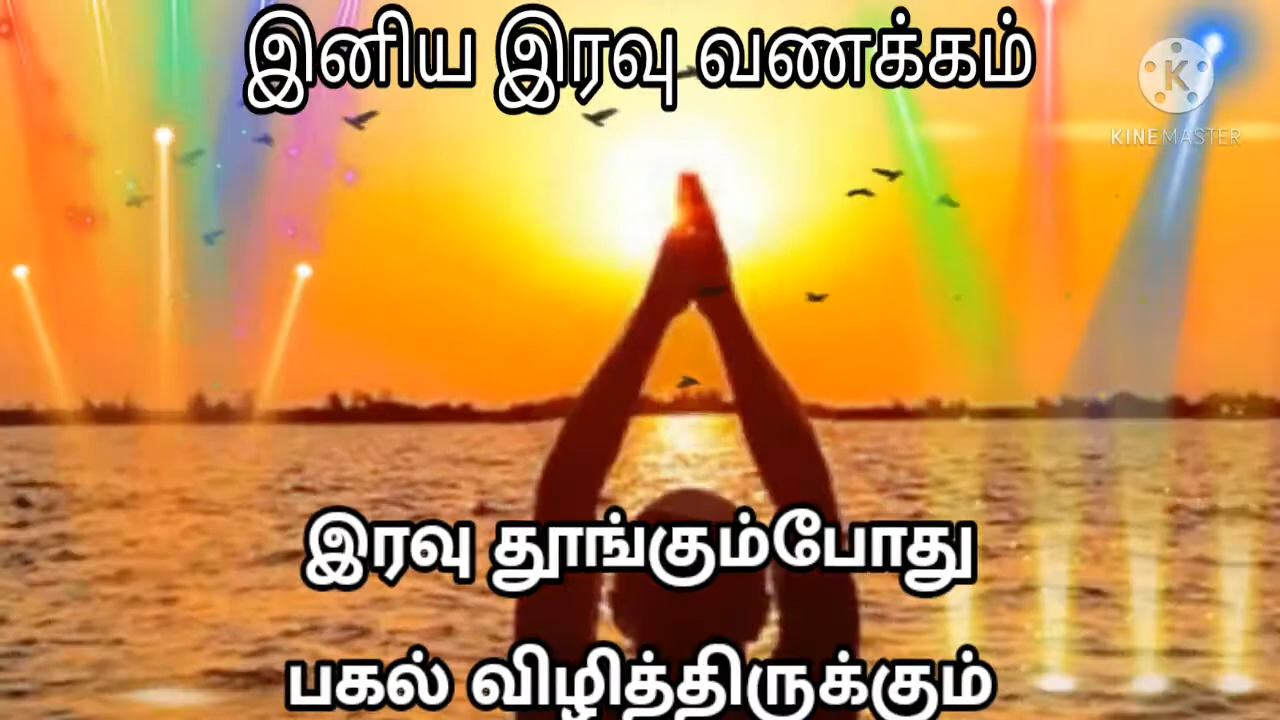 இனிய இரவு வணக்கம்
KINEMASTER
இரவு தூங்கும்போது
பகல் விழித்திருக்கும்